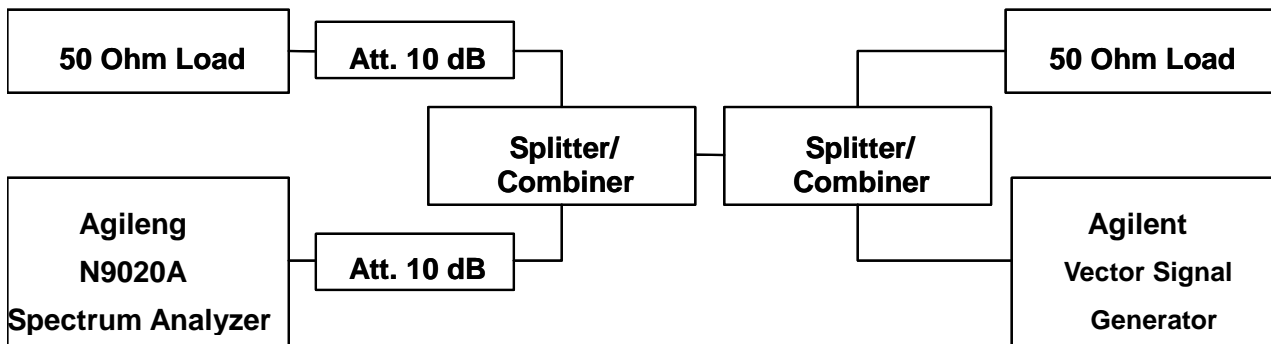 50 Ohm Load
Att. 10 dB
50 Ohm Load
Splitter/
Combiner
Splitter/
Combiner
Agileng
N9020A
Spectrum Analyzer
Att. 10 dB
Agilent
Vector Signal
Generator